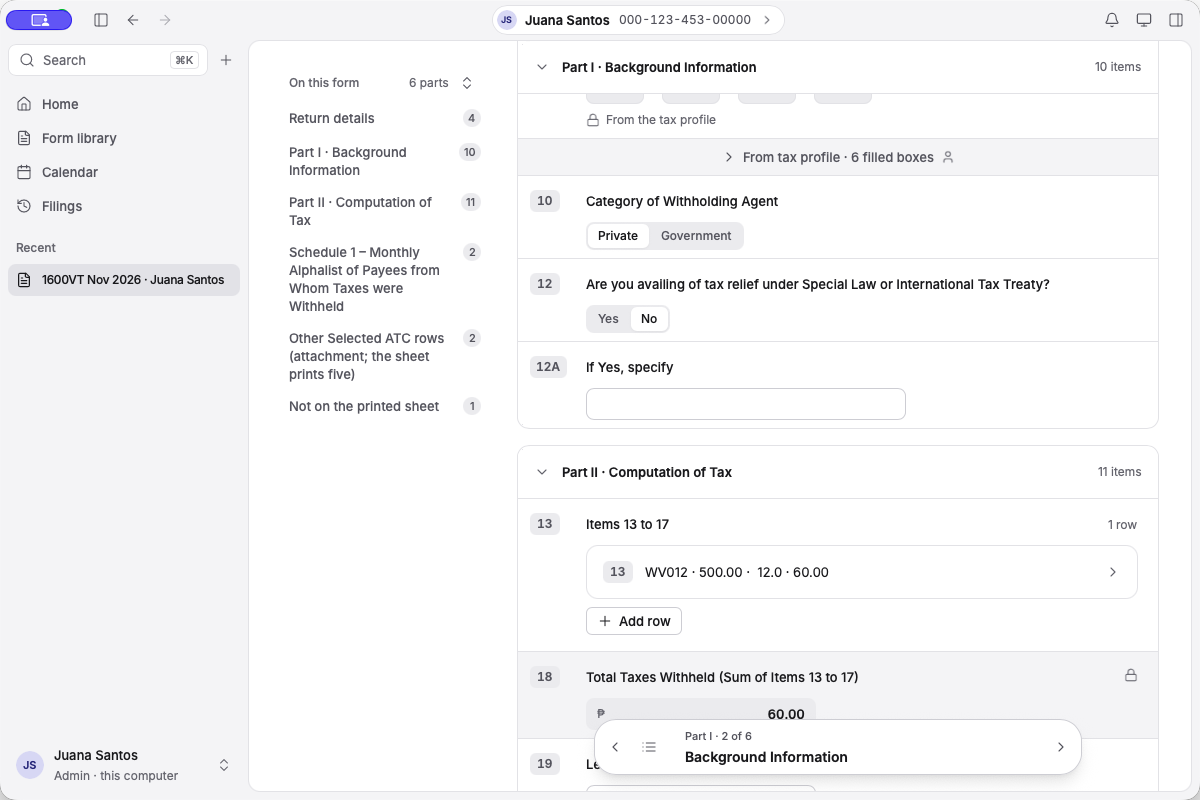 JS Juana Santos 000-123-453-00000
Search ⌘K
Home
Form library
Calendar
Filings
Recent
1600VT Nov 2026 · Juana Santos
JS Juana Santos
Admin · this computer
On this form 6 parts
Return details 4
Part I · Background 10
Information
Part II · Computation of 11
Tax
Schedule 1 – Monthly 2
Alphalist of Payees from
Whom Taxes were
Withheld
Other Selected ATC rows 2
(attachment; the sheet
prints five)
Not on the printed sheet 1
Part I · Background Information 10 items
From the tax profile
From tax profile · 6 filled boxes
10 Category of Withholding Agent
Private Government
12 Are you availing of tax relief under Special Law or International Tax Treaty?
Yes No
12A If Yes, specify
Part II · Computation of Tax 11 items
13 Items 13 to 17 1 row
13 WV012 · 500.00 · 12.0 · 60.00
Add row
18 Total Taxes Withheld (Sum of Items 13 to 17)
₱ 60.00
19
Part I · 2 of 6
Background Information